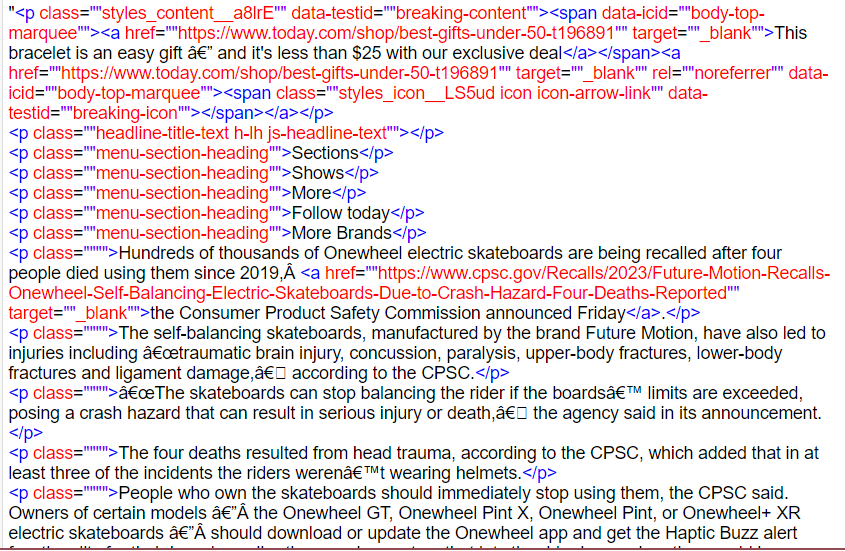 "<p class=""styles_content__a8lrE"" data-testid=""breaking-content""><span data-icid=""body-top-
marquee""><a href=""https://www.today.com/shop/best-gifts-under-50-t196891"" target=""_blank"">This
bracelet is an easy gift â€” and it's less than $25 with our exclusive deal</a></span><a
href=""https://www.today.com/shop/best-gifts-under-50-t196891"" target=""_blank"" rel=""noreferrer"" data-
icid=""body-top-marquee""><span class=""styles_icon__LS5ud icon icon-arrow-link"" data-
testid=""breaking-icon""></span></a></p>
<p class=""headline-title-text h-lh js-headline-text""></p>
<p class=""menu-section-heading"">Sections</p>
<p class=""menu-section-heading"">Shows</p>
<p class=""menu-section-heading"">More</p>
<p class=""menu-section-heading"">Follow today</p>
<p class=""menu-section-heading"">More Brands</p>
<p class="""">Hundreds of thousands of Onewheel electric skateboards are being recalled after four
people died using them since 2019,Â <a href=""https://www.cpsc.gov/Recalls/2023/Future-Motion-Recalls-
Onewheel-Self-Balancing-Electric-Skateboards-Due-to-Crash-Hazard-Four-Deaths-Reported""
target=""_blank"">the Consumer Product Safety Commission announced Friday</a>.</p>
<p class="""">The self-balancing skateboards, manufactured by the brand Future Motion, have also led to
injuries including â€œtraumatic brain injury, concussion, paralysis, upper-body fractures, lower-body
fractures and ligament damage,â€□ according to the CPSC.</p>
<p class="""">â€œThe skateboards can stop balancing the rider if the boardsâ€™ limits are exceeded,
posing a crash hazard that can result in serious injury or death,â€□ the agency said in its announcement.
</p>
<p class="""">The four deaths resulted from head trauma, according to the CPSC, which added that in at
least three of the incidents the riders werenâ€™t wearing helmets.</p>
<p class="""">People who own the skateboards should immediately stop using them, the CPSC said.
Owners of certain models â€”Â the Onewheel GT, Onewheel Pint X, Onewheel Pint, or Onewheel+ XR
electric skateboards â€”Â should download or update the Onewheel app and get the Haptic Buzz alert